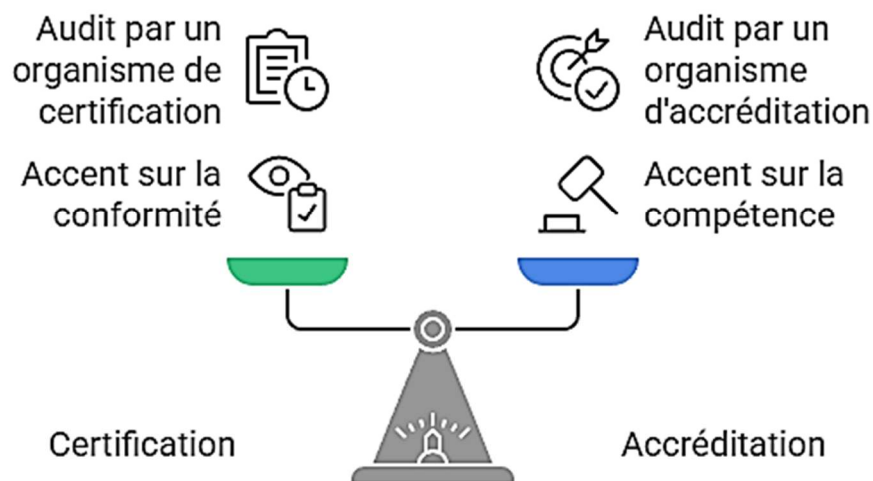 Audit par un
organisme de
certification
Audit par un
organisme
d'accréditation
Accent sur la
conformité
Accent sur la
compétence
Certification
Accréditation